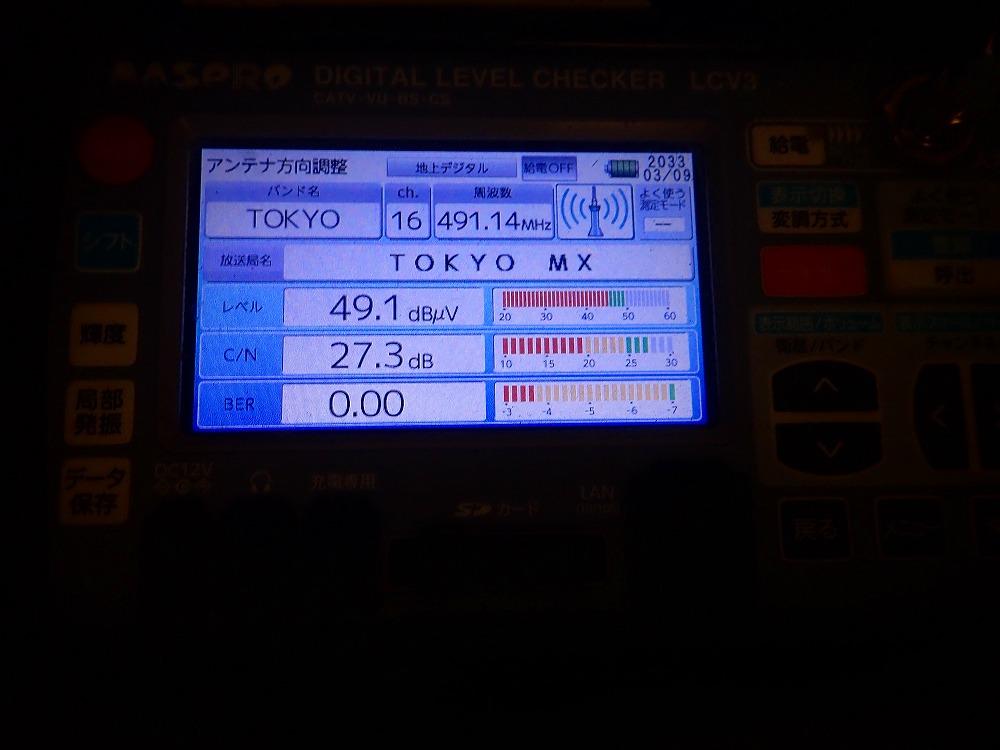 MASPRO DIGITAL LEVEL CHECKER LCV3
CATV・VU・BS・CS
アンテナ方向調整 地上デジタル 給電OFF 2033
03/09
バンド名 ch. 周波数 よく使う
測定モード
TOKYO 16 491.14MHz --
放送局名 TOKYO MX
レベル 49.1 dBμV 20 30 40 50 60
C/N 27.3 dB 10 15 20 25 30
BER 0.00 -3 -4 -5 -6 -7
給電
表示切換
変調方式
シフト
呼出
輝度
局部
発振
データ
保存
DC12V
充電専用
SD カード
LAN
戻る